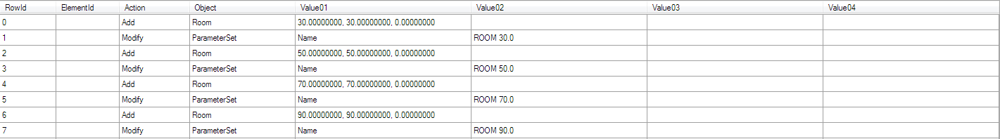 RowId ElementId Action Object Value01 Value02 Value03 Value04
0 Add Room 30.00000000, 30.00000000, 0.00000000
1 Modify ParameterSet Name ROOM 30.0
2 Add Room 50.00000000, 50.00000000, 0.00000000
3 Modify ParameterSet Name ROOM 50.0
4 Add Room 70.00000000, 70.00000000, 0.00000000
5 Modify ParameterSet Name ROOM 70.0
6 Add Room 90.00000000, 90.00000000, 0.00000000
7 Modify ParameterSet Name ROOM 90.0